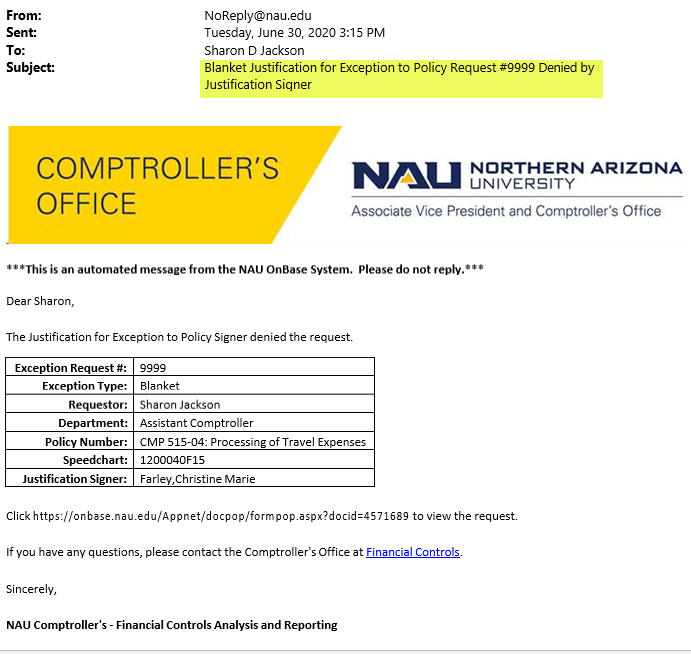 From: NoReply@nau.edu
Sent: Tuesday, June 30, 2020 3:15 PM
To: Sharon D Jackson
Subject: Blanket Justification for Exception to Policy Request #9999 Denied by
Justification Signer
COMPTROLLER'S
OFFICE
NAU NORTHERN ARIZONA
UNIVERSITY
Associate Vice President and Comptroller's Office
***This is an automated message from the NAU OnBase System. Please do not reply.***
Dear Sharon,
The Justification for Exception to Policy Signer denied the request.
Exception Request #: 9999
Exception Type: Blanket
Requestor: Sharon Jackson
Department: Assistant Comptroller
Policy Number: CMP 515-04: Processing of Travel Expenses
Speedchart: 1200040F15
Justification Signer: Farley,Christine Marie
Click https://onbase.nau.edu/Appnet/docpop/formpop.aspx?docid=4571689 to view the request.
If you have any questions, please contact the Comptroller's Office at Financial Controls.
Sincerely,
NAU Comptroller's - Financial Controls Analysis and Reporting